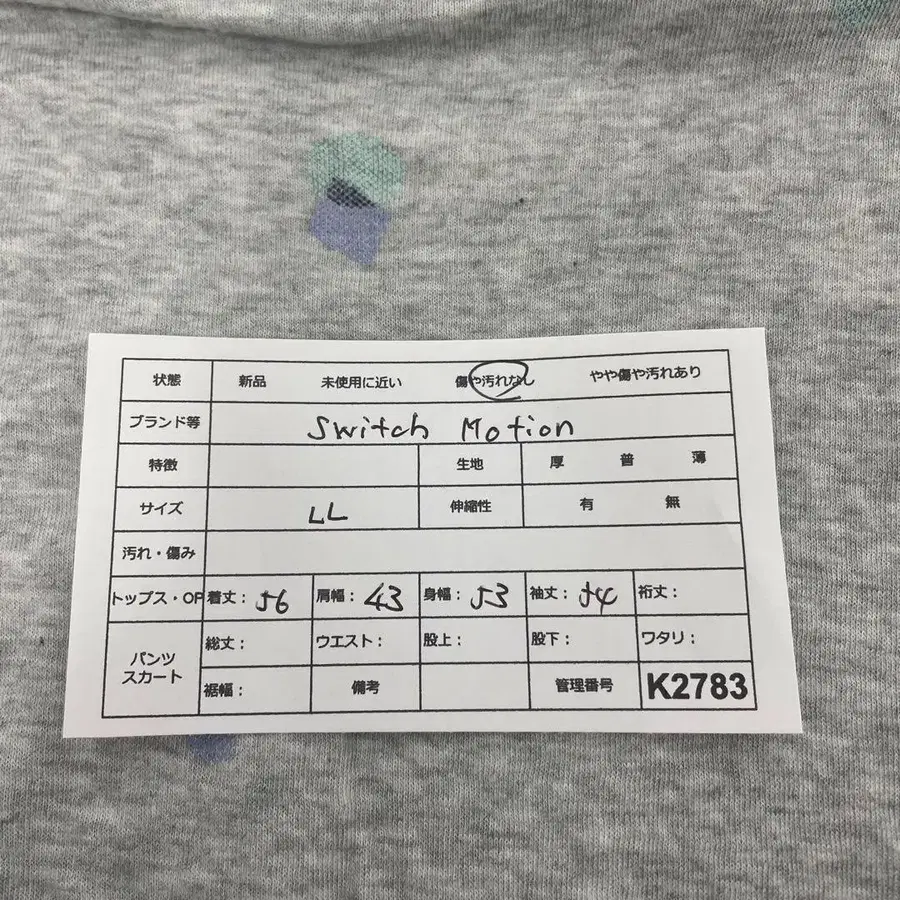 状態 新品 未使用に近い 傷や汚れなし やや傷や汚れあり
ブランド等 Switch Motion
特徴 生地 厚 普 薄
サイズ LL 伸縮性 有 無
汚れ・傷み
トップス・OP 着丈：56 肩幅：43 身幅：53 袖丈：54 裄丈：
パンツ スカート 総丈： ウエスト： 股上： 股下： ワタリ：
裾幅： 備考 管理番号 K2783